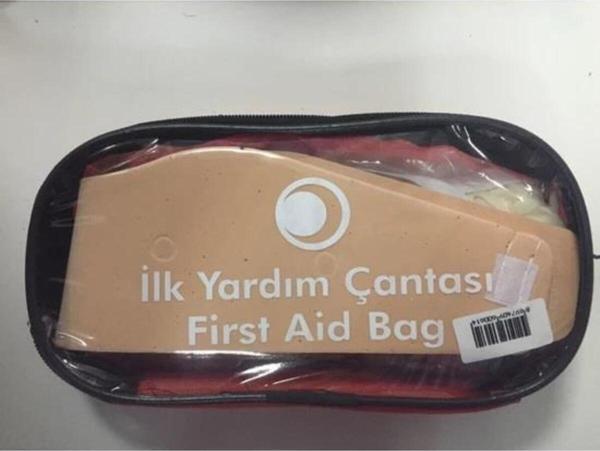 İlk Yardım Çantası
First Aid Bag